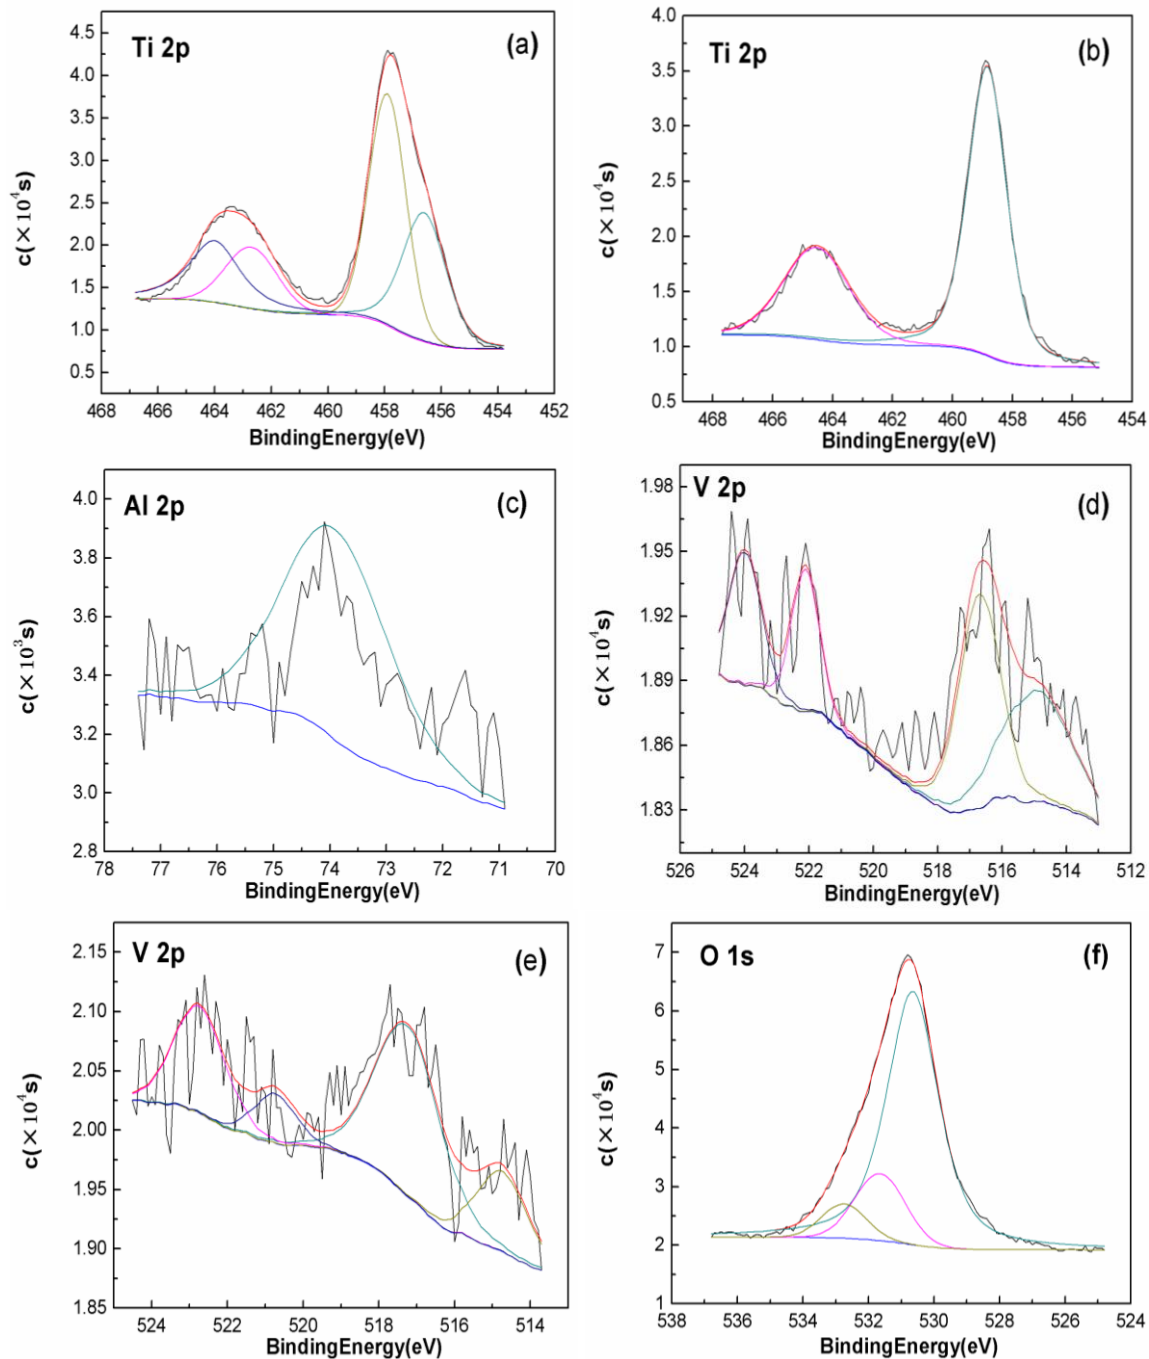 Ti 2p (a)
c(×10⁴s)
4.5
4.0
3.5
3.0
2.5
2.0
1.5
1.0
0.5
468 466 464 462 460 458 456 454 452
BindingEnergy(eV)
Ti 2p (b)
c(×10⁴s)
4.0
3.5
3.0
2.5
2.0
1.5
1.0
0.5
468 466 464 462 460 458 456 454
BindingEnergy(eV)
Al 2p (c)
c(×10³s)
4.0
3.8
3.6
3.4
3.2
3.0
2.8
78 77 76 75 74 73 72 71 70
BindingEnergy(eV)
V 2p (d)
c(×10⁴s)
1.98
1.95
1.92
1.89
1.86
1.83
526 524 522 520 518 516 514 512
BindingEnergy(eV)
V 2p (e)
c(×10⁴s)
2.15
2.10
2.05
2.00
1.95
1.90
1.85
524 522 520 518 516 514
BindingEnergy(eV)
O 1s (f)
c(×10⁴s)
7
6
5
4
3
2
1
538 536 534 532 530 528 526 524
BindingEnergy(eV)